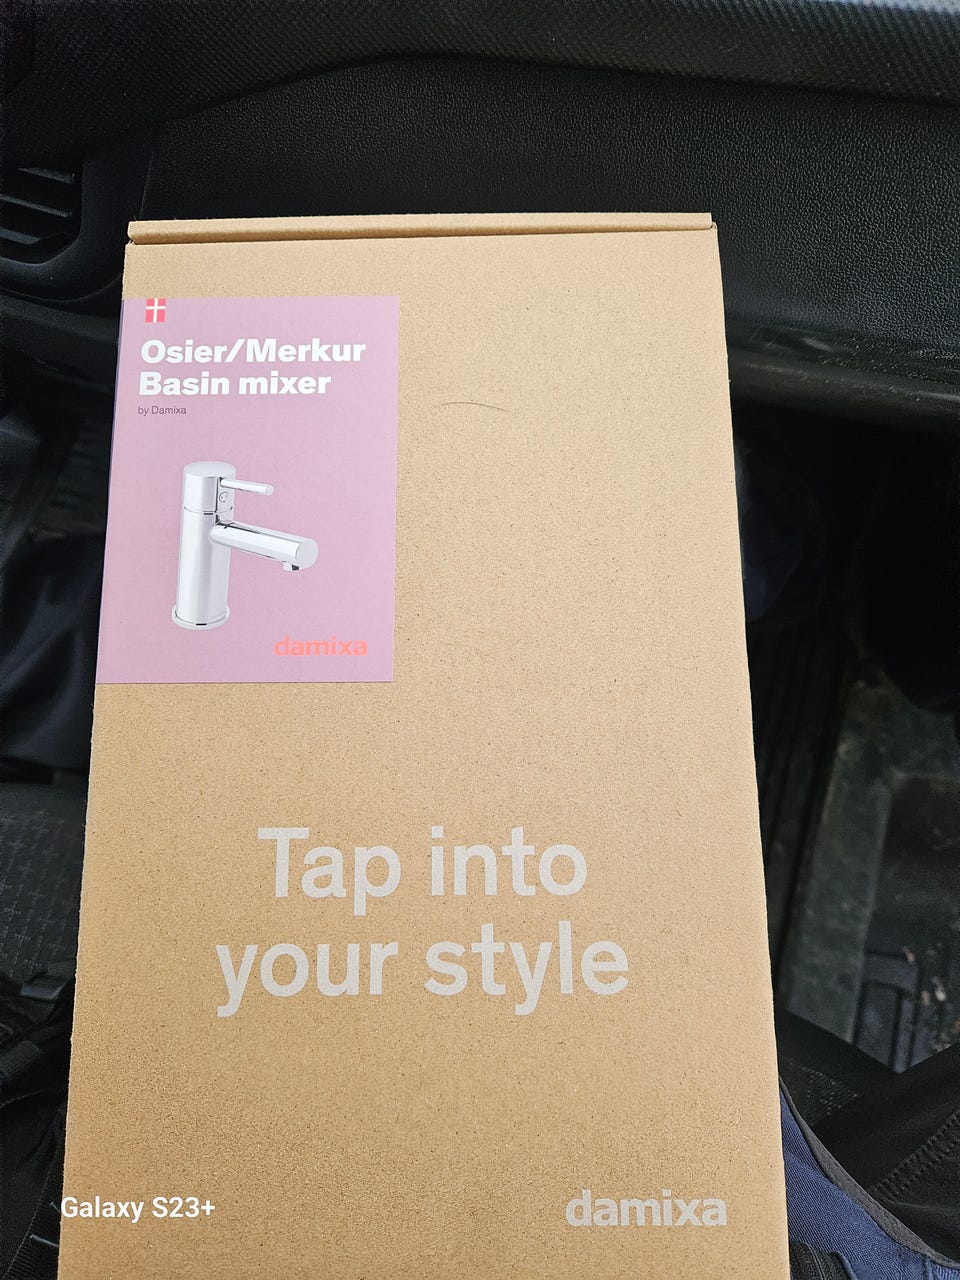 Osier/Merkur
Basin mixer
by Damixa
damixa
Tap into
your style
damixa
Galaxy S23+